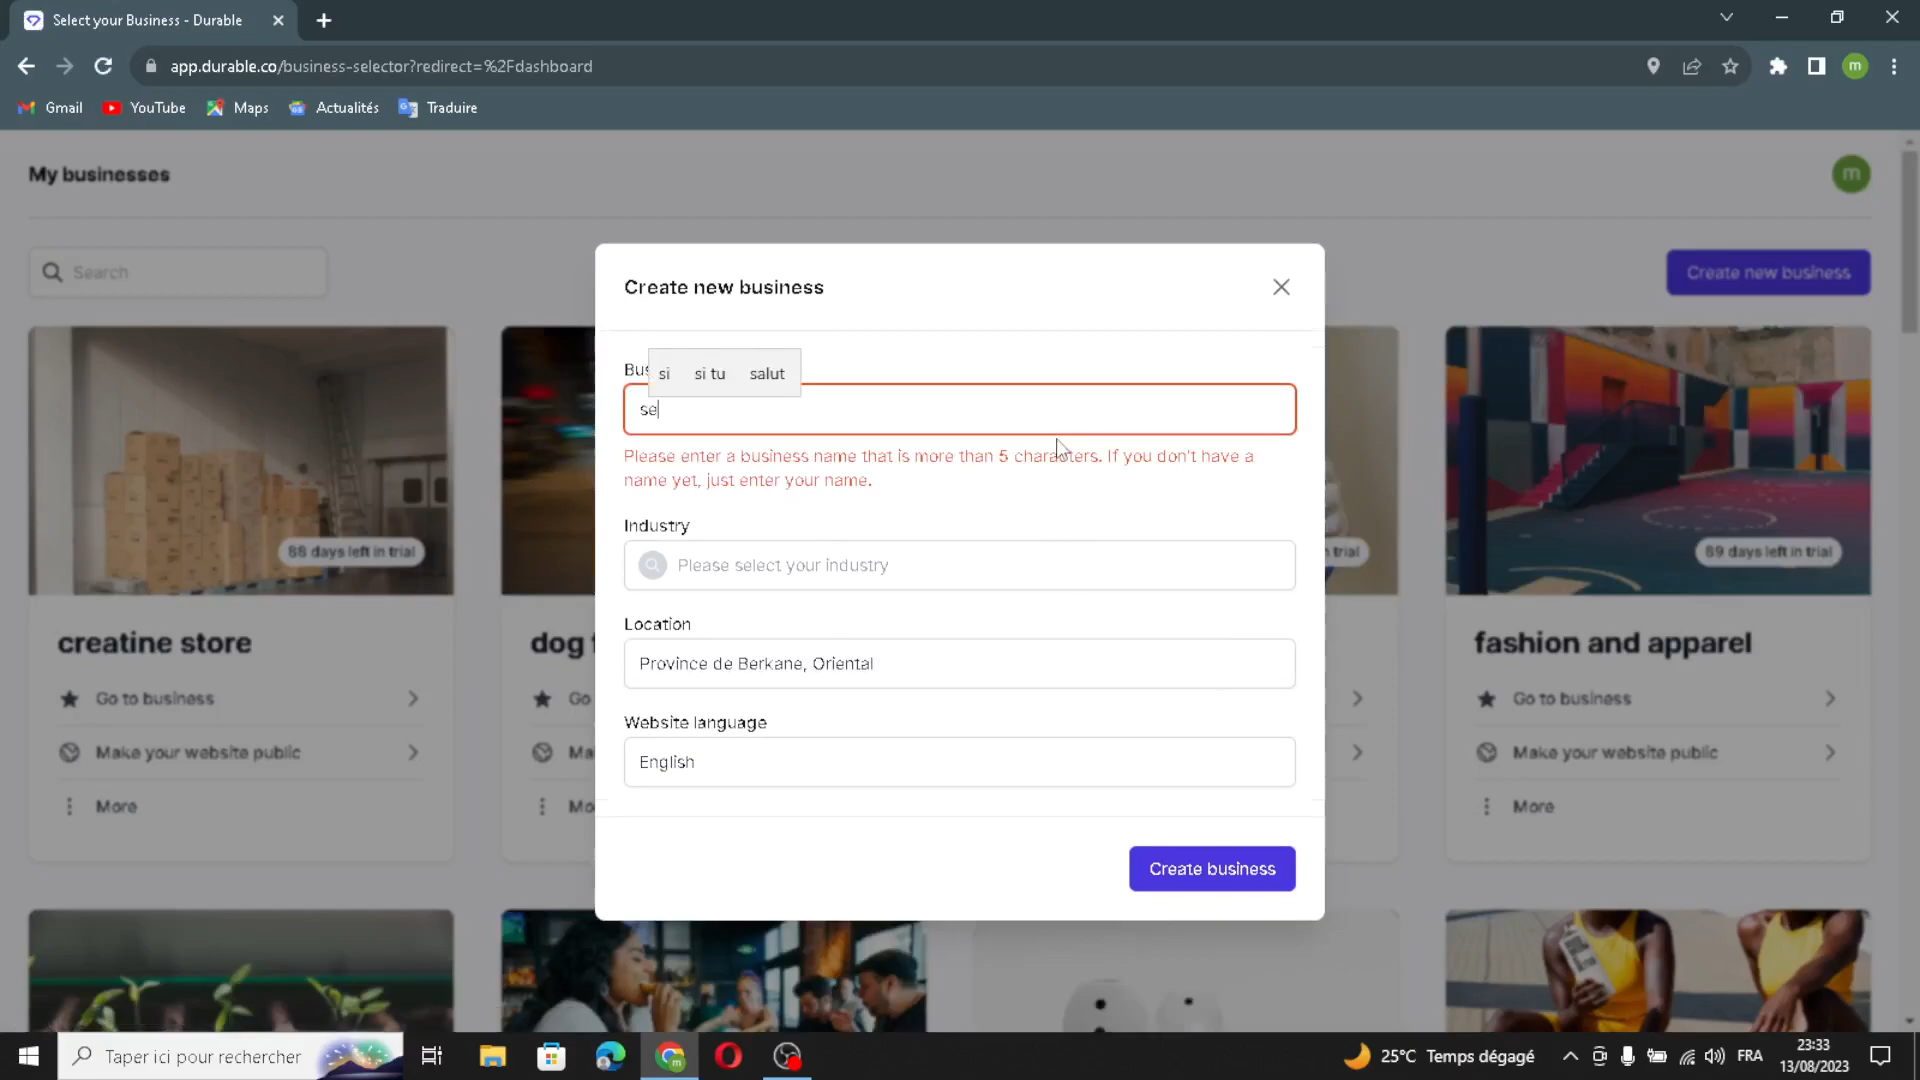 Select your Business - Durable
app.durable.co/business-selector?redirect=%2Fdashboard
m
Gmail
YouTube
Maps
Actualités
Traduire
My businesses
m
Search
Create new business
Create new business
Bus
si si tu salut
se
Please enter a business name that is more than 5 characters. If you don't have a
name yet, just enter your name.
Industry
Please select your industry
Location
Province de Berkane, Oriental
Website language
English
Create business
88 days left in trial
n trial
89 days left in trial
creatine store
dog
fashion and apparel
Go to business
Go
Go to business
Make your website public
Ma
Make your website public
More
Mo
More
Taper ici pour rechercher
25°C Temps dégagé
FRA
23:33
13/08/2023